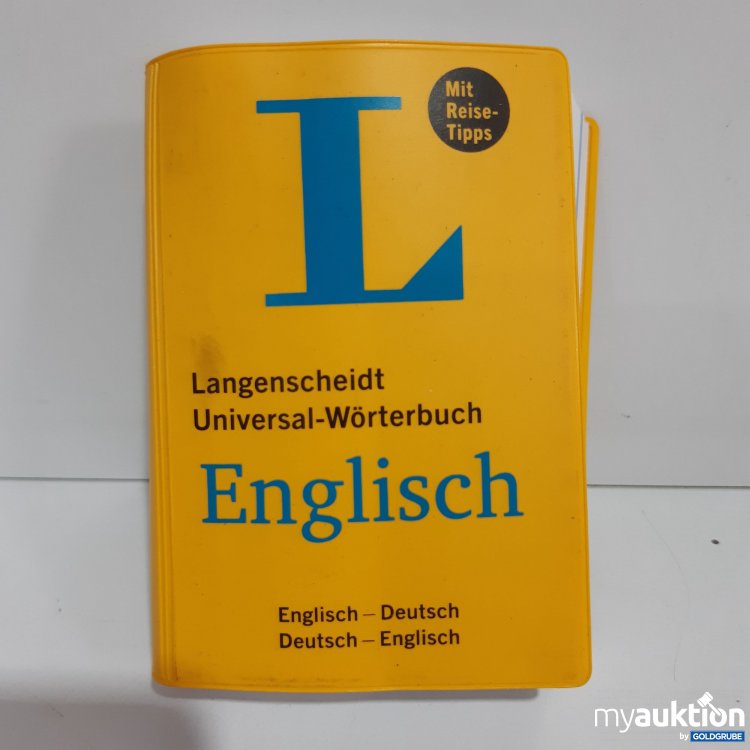 L
Mit
Reise-
Tipps
Langenscheidt
Universal-Wörterbuch
Englisch
Englisch – Deutsch
Deutsch – Englisch
myauktion
by GOLDGRUBE